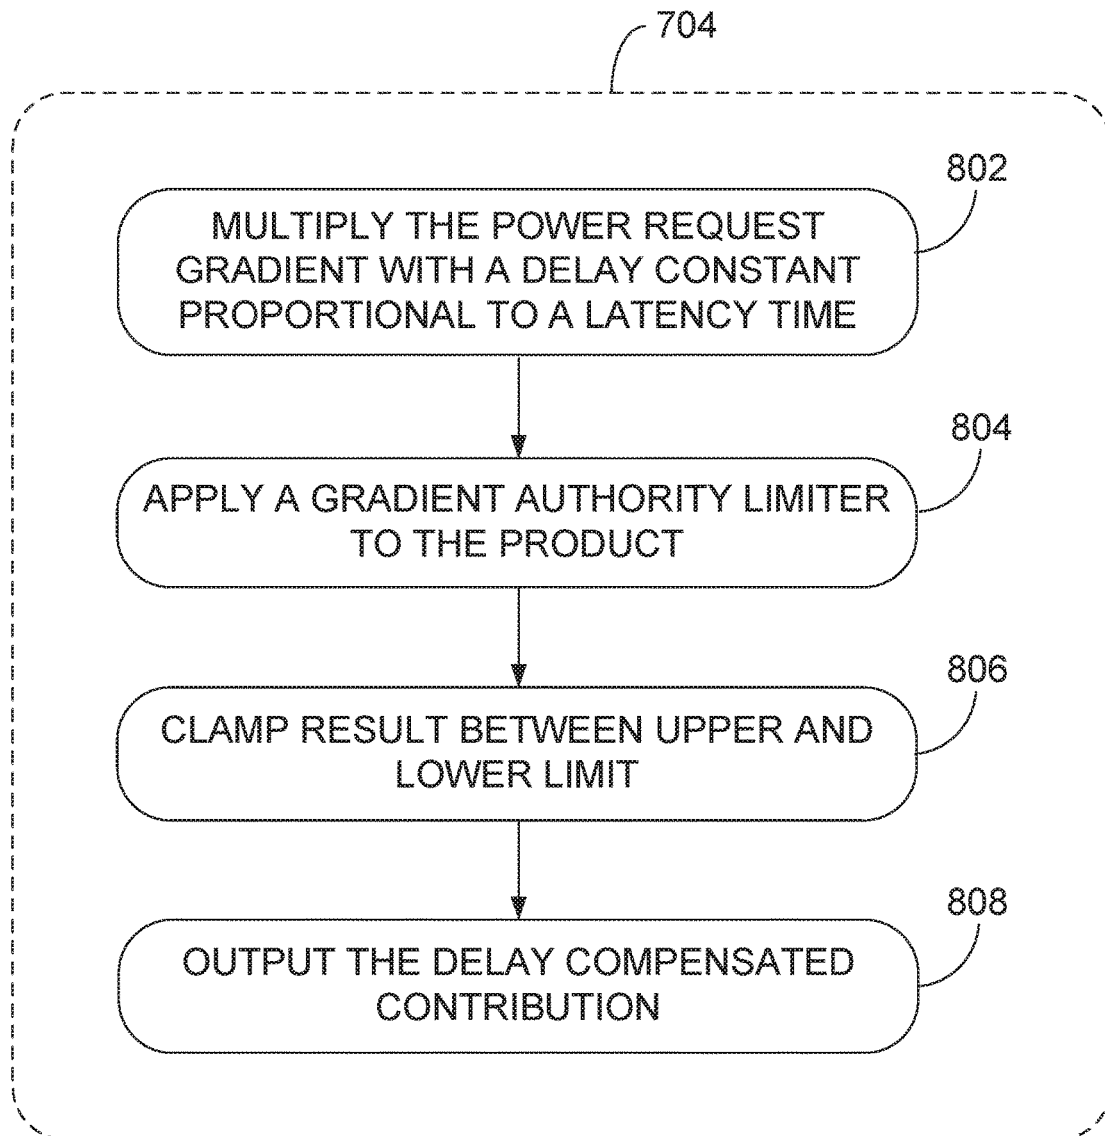 704
802
MULTIPLY THE POWER REQUEST
GRADIENT WITH A DELAY CONSTANT
PROPORTIONAL TO A LATENCY TIME
804
APPLY A GRADIENT AUTHORITY LIMITER
TO THE PRODUCT
806
CLAMP RESULT BETWEEN UPPER AND
LOWER LIMIT
808
OUTPUT THE DELAY COMPENSATED
CONTRIBUTION